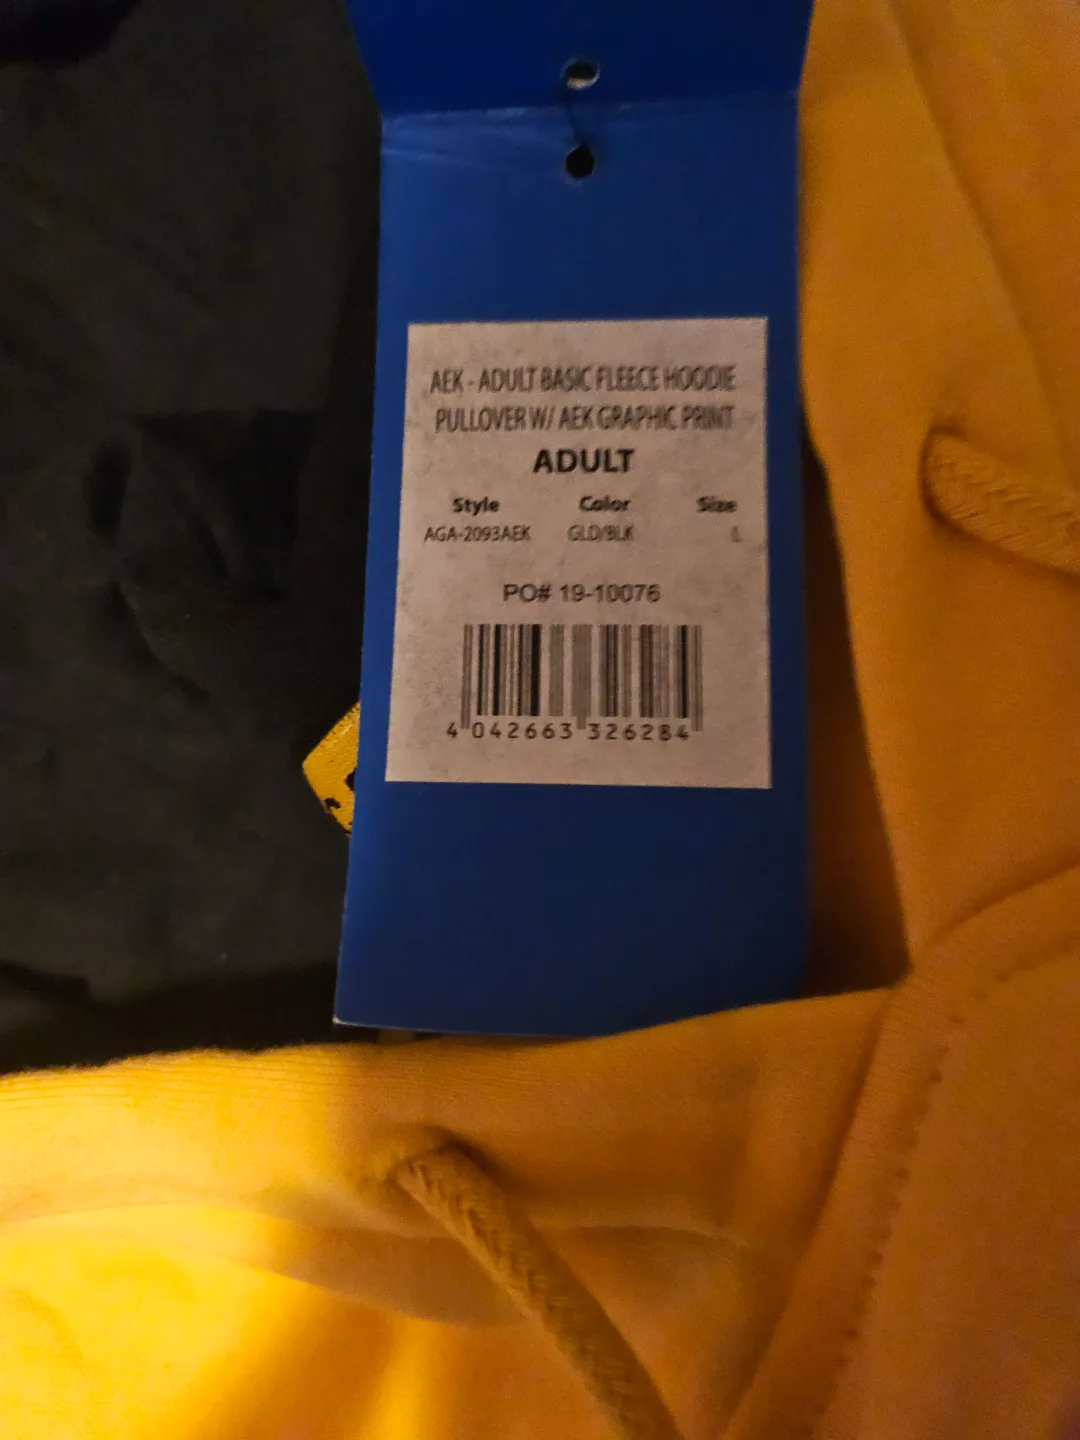 AEK - ADULT BASIC FLEECE HOODIE
PULLOVER W/ AEK GRAPHIC PRINT
ADULT
Style Color Size
AGA-2093AEK GLD/BLK L
PO# 19-10076
4 042663 326284